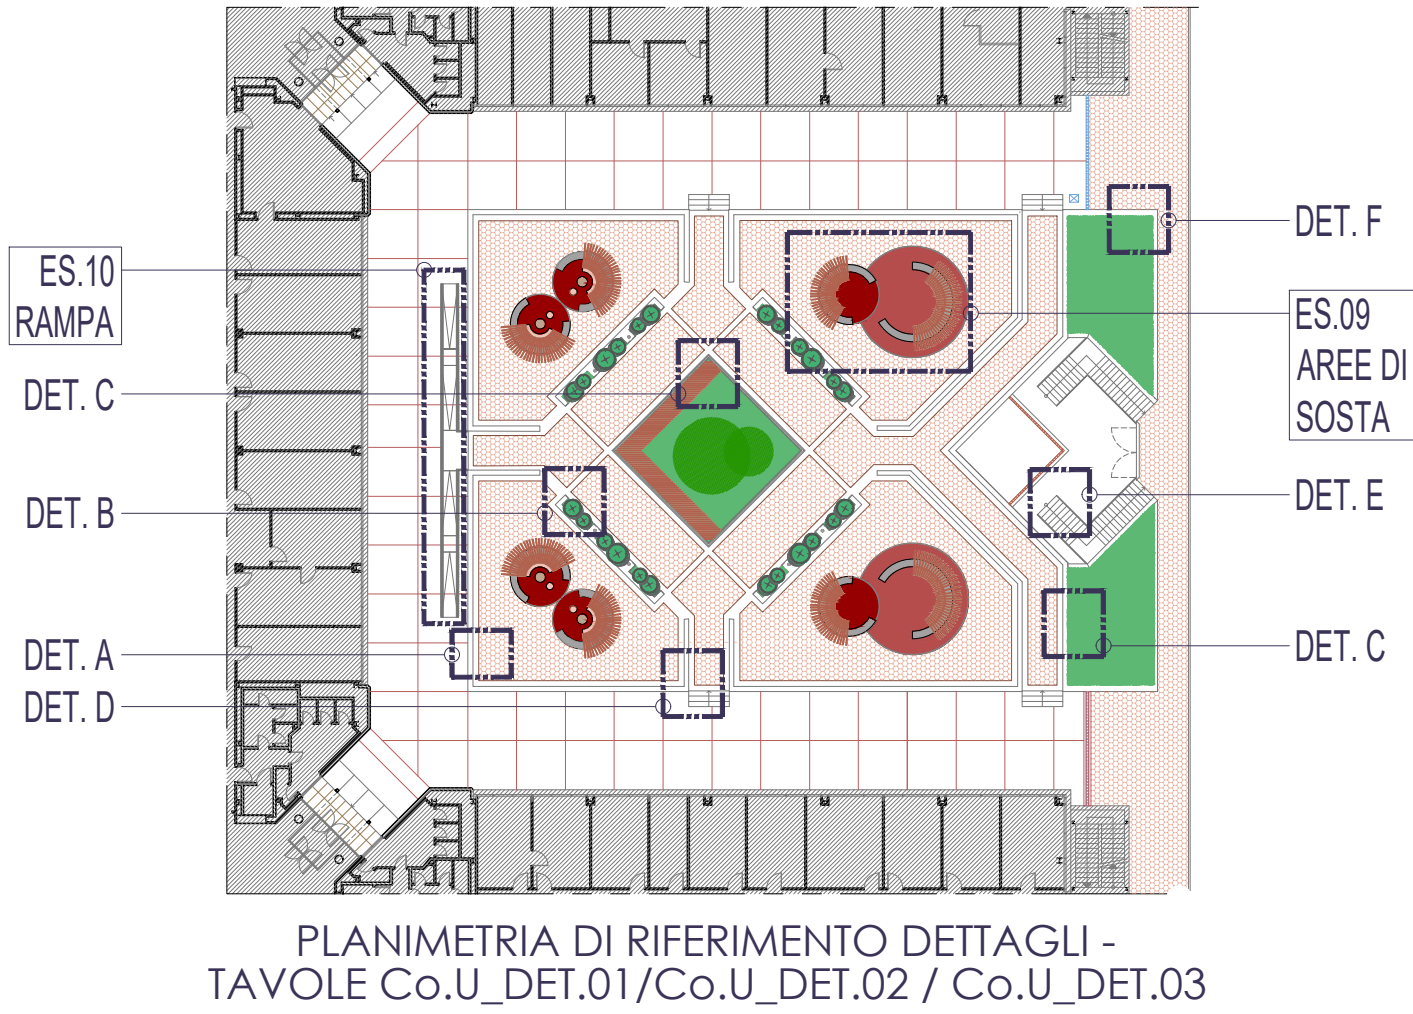 ES.10
RAMPA
DET. C
DET. B
DET. A
DET. D
DET. F
ES.09
AREE DI
SOSTA
DET. E
DET. C
PLANIMETRIA DI RIFERIMENTO DETTAGLI -
TAVOLE Co.U_DET.01/Co.U_DET.02 / Co.U_DET.03